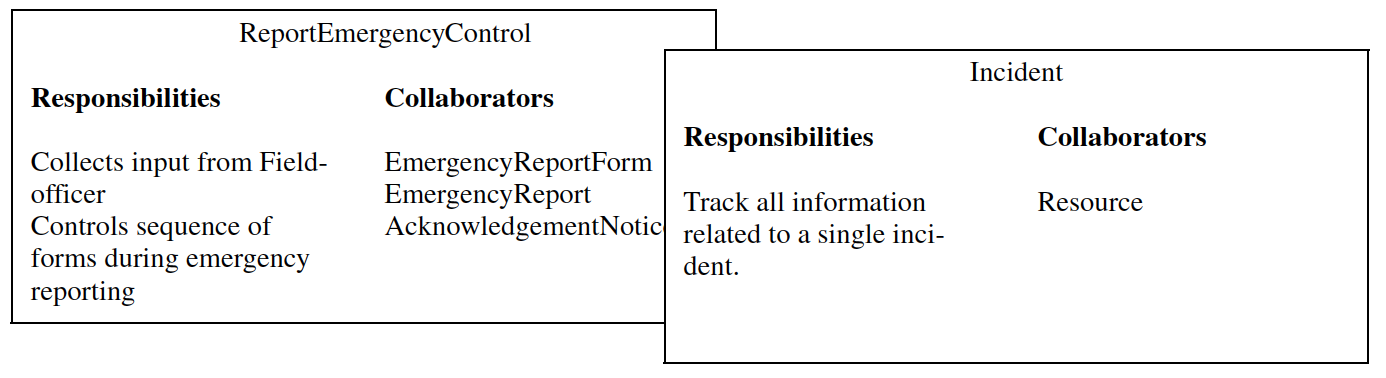 ReportEmergencyControl
Responsibilities
Collaborators
Collects input from Field-
officer
Controls sequence of
forms during emergency
reporting
EmergencyReportForm
EmergencyReport
AcknowledgementNotice
Incident
Responsibilities
Collaborators
Track all information
related to a single inci-
dent.
Resource